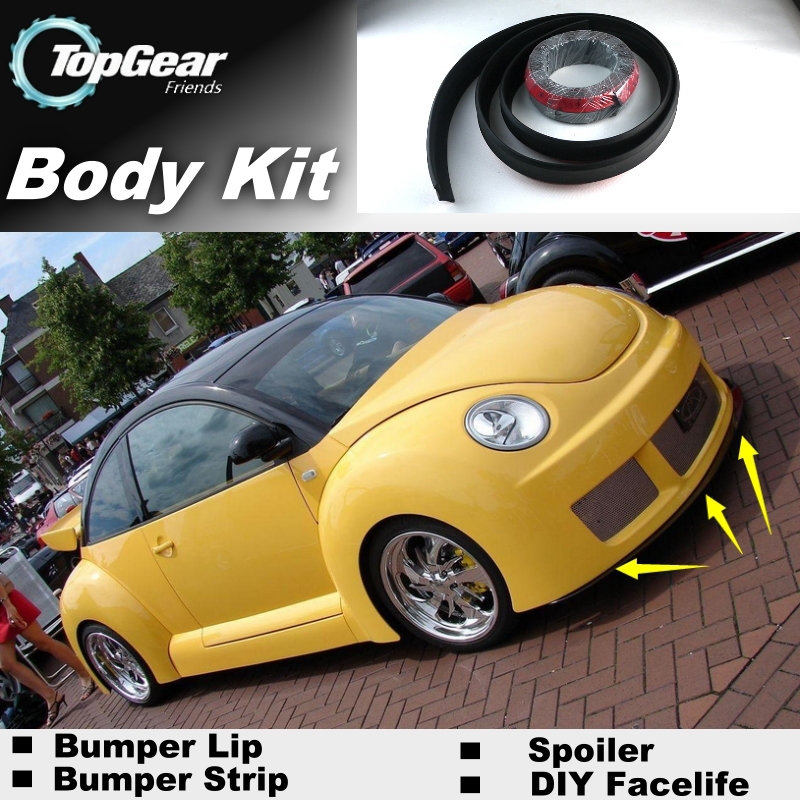 TopGear
Friends
Body Kit
Bumper Lip
Bumper Strip
Spoiler
DIY Facelife